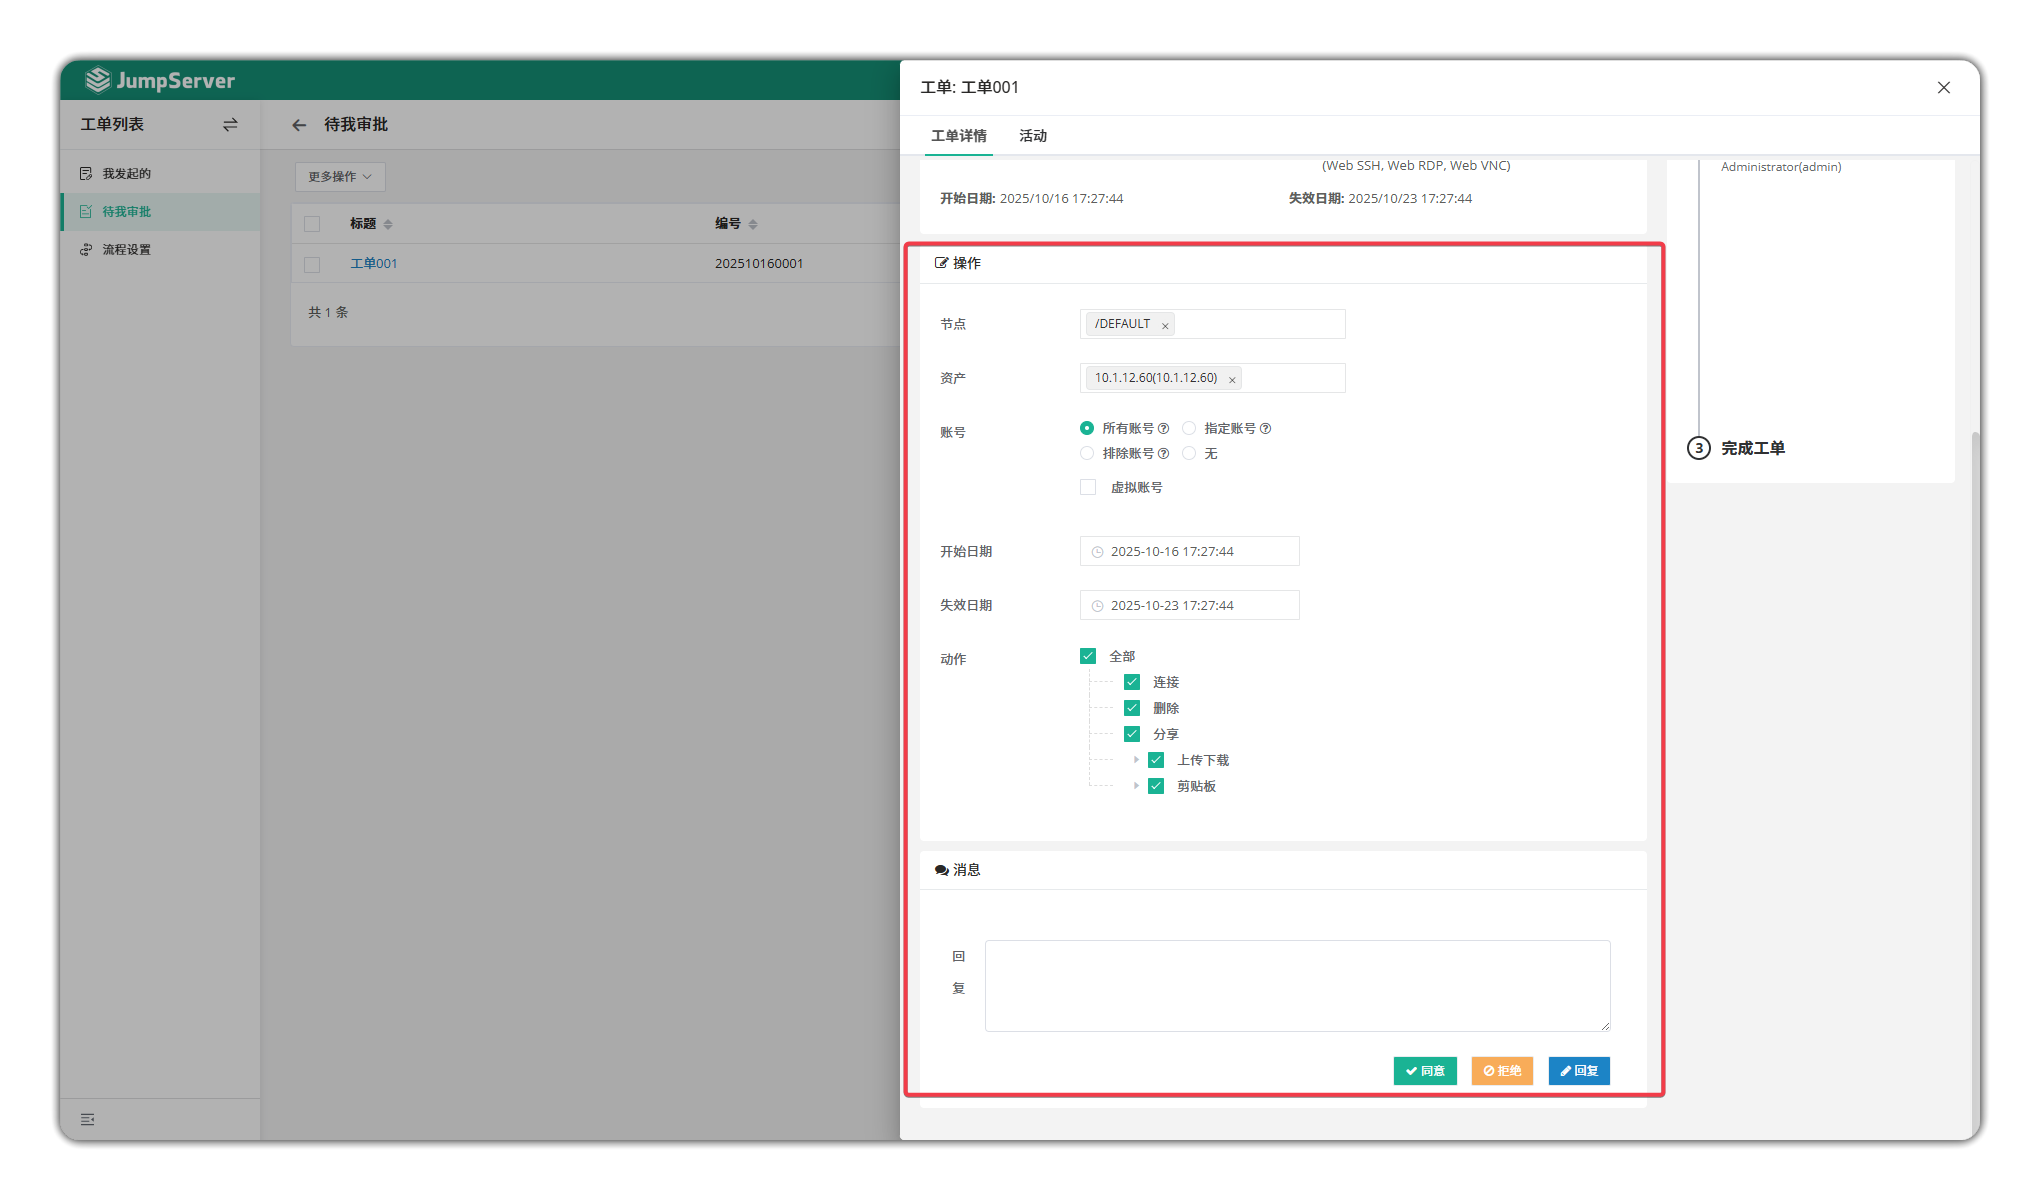 JumpServer
工单列表
我发起的
待我审批
流程设置
待我审批
更多操作
标题 编号
工单001 202510160001
共 1 条
工单: 工单001
工单详情 活动
(Web SSH, Web RDP, Web VNC)
开始日期: 2025/10/16 17:27:44 失效日期: 2025/10/23 17:27:44
操作
节点 /DEFAULT ×
资产 10.1.12.60(10.1.12.60) ×
账号 所有账号 指定账号
排除账号 无
虚拟账号
开始日期 2025-10-16 17:27:44
失效日期 2025-10-23 17:27:44
动作 全部
连接
删除
分享
上传下载
剪贴板
消息
回
复
同意 拒绝 回复
Administrator(admin)
3 完成工单